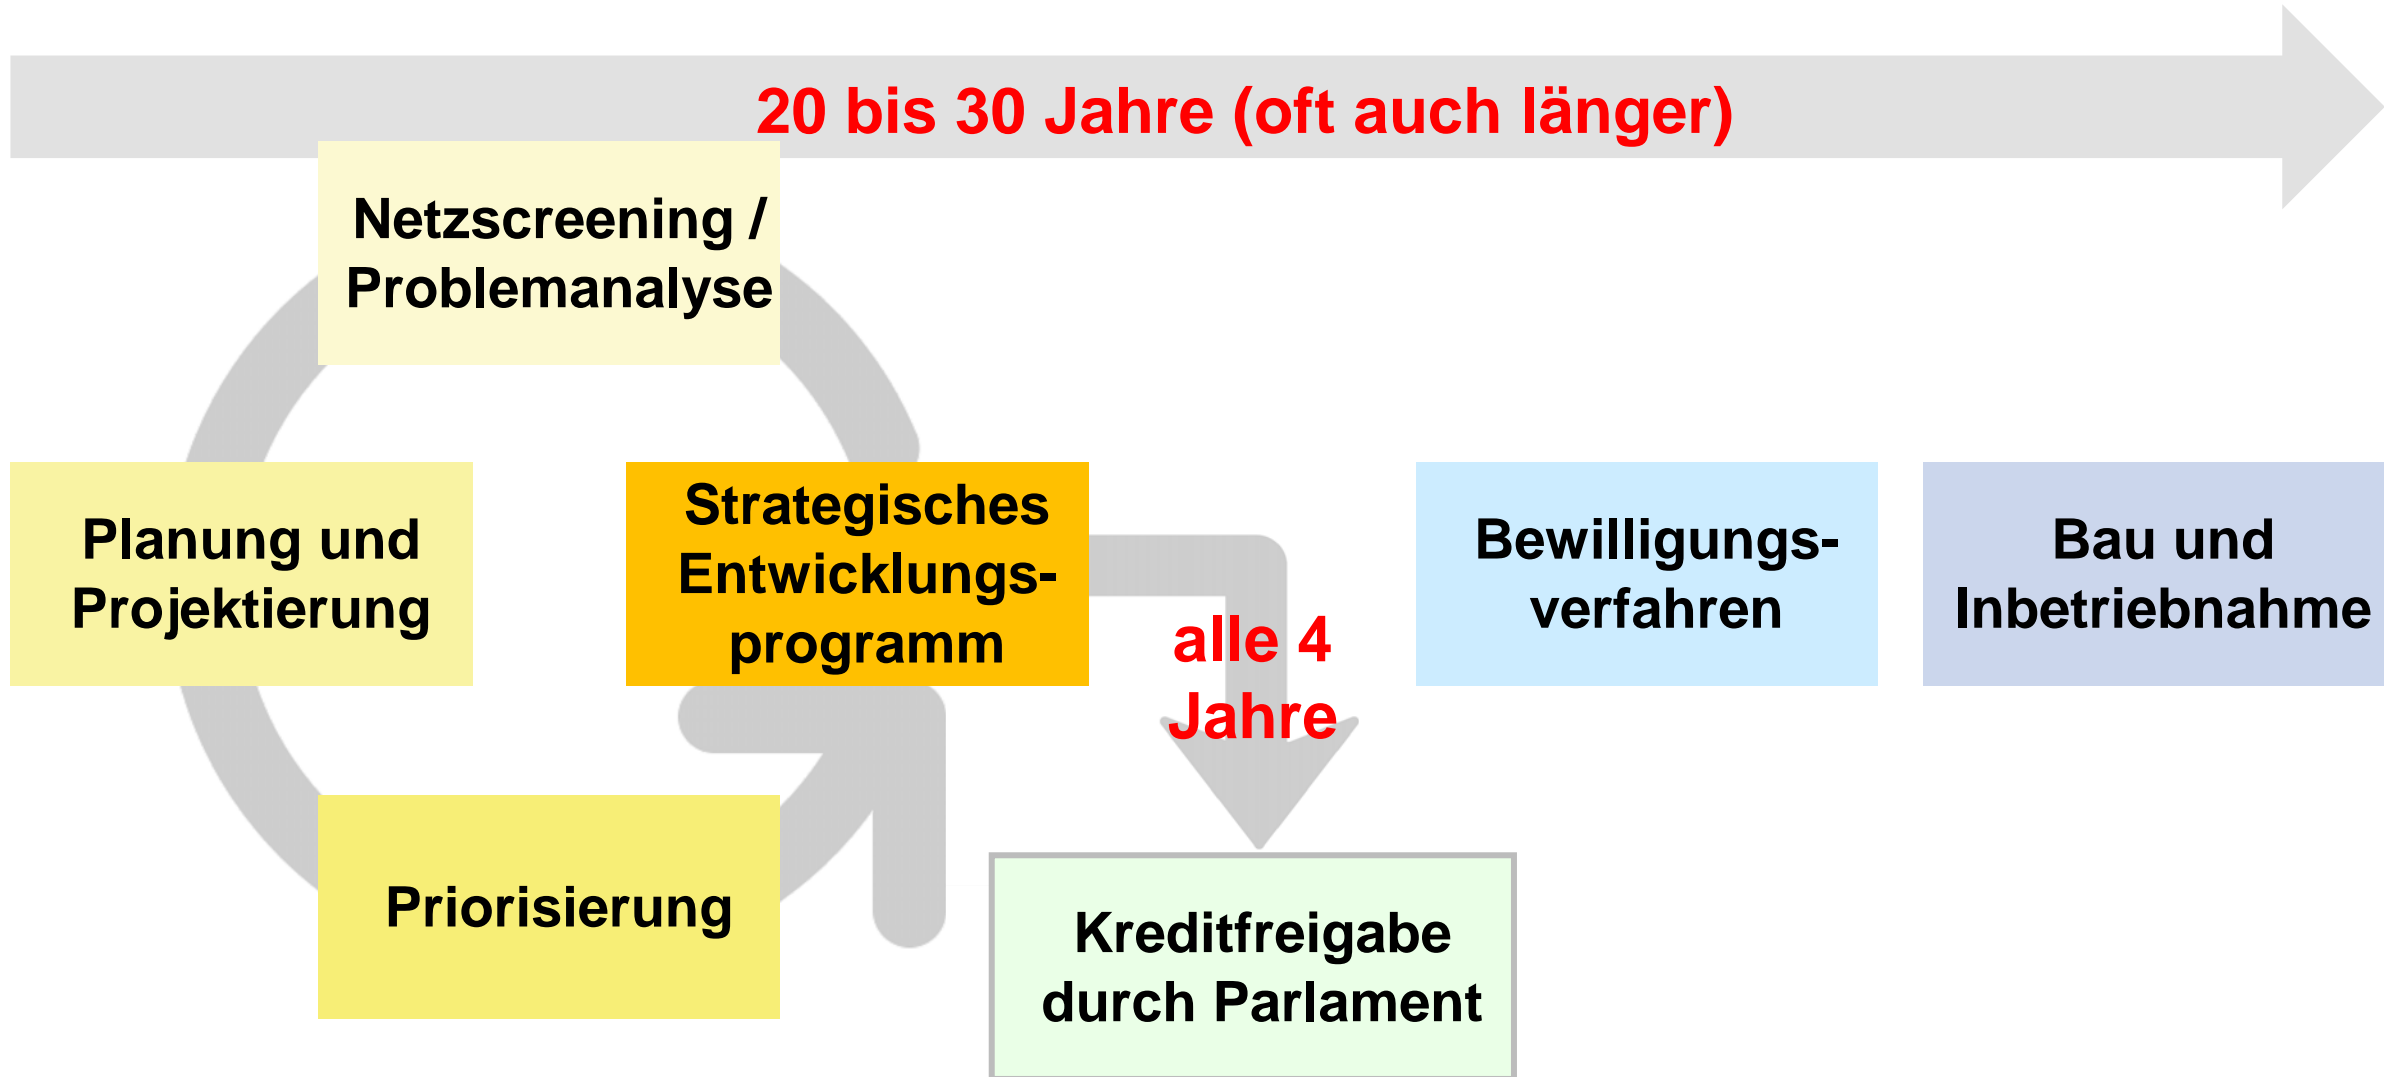 20 bis 30 Jahre (oft auch länger)
Netzscreening /
Problemanalyse
Planung und
Projektierung
Strategisches
Entwicklungs-
programm
alle 4
Jahre
Bewilligungs-
verfahren
Bau und
Inbetriebnahme
Priorisierung
Kreditfreigabe
durch Parlament